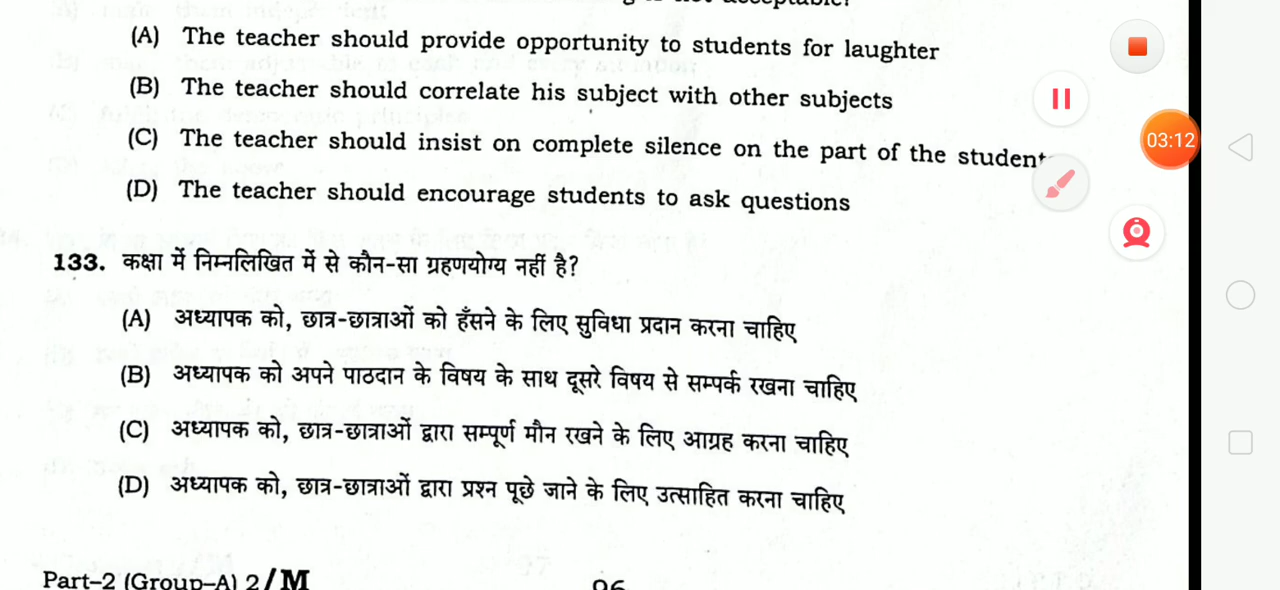 (A) The teacher should provide opportunity to students for laughter
(B) The teacher should correlate his subject with other subjects
(C) The teacher should insist on complete silence on the part of the
(D) The teacher should encourage students to ask questions
133. कक्षा में निम्नलिखित में से कौन-सा ग्रहणयोग्य नहीं है?
(A) अध्यापक को, छात्र-छात्राओं को हँसने के लिए सुविधा प्रदान करना चाहिए
(B) अध्यापक को अपने पाठदान के विषय के साथ दूसरे विषय से सम्पर्क रखना चाहिए
(C) अध्यापक को, छात्र-छात्राओं द्वारा सम्पूर्ण मौन रखने के लिए आग्रह करना चाहिए
(D) अध्यापक को, छात्र-छात्राओं द्वारा प्रश्न पूछे जाने के लिए उत्साहित करना चाहिए
Part–2 (Group–A) 2/M
03:12